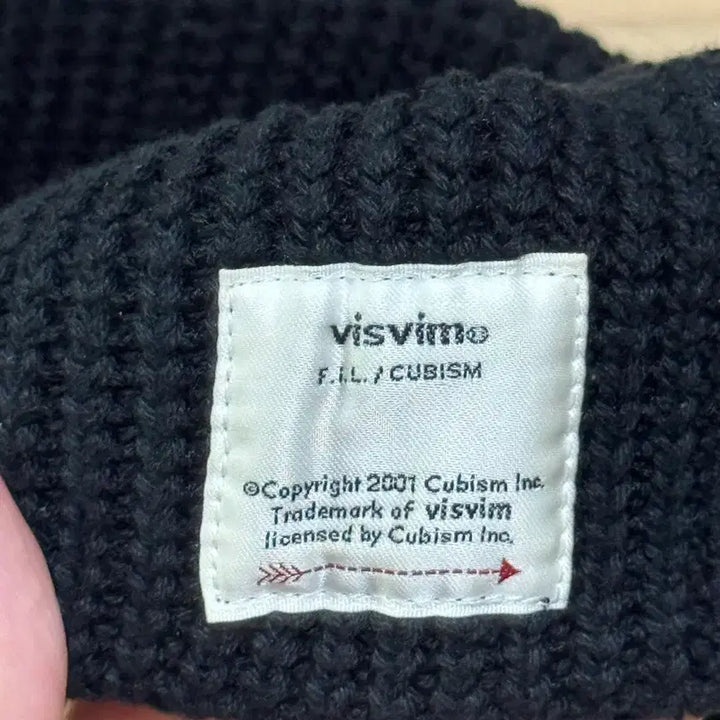 visvim®
F.I.L. / CUBISM
©Copyright 2001 Cubism Inc.
Trademark of visvim
licensed by Cubism Inc.